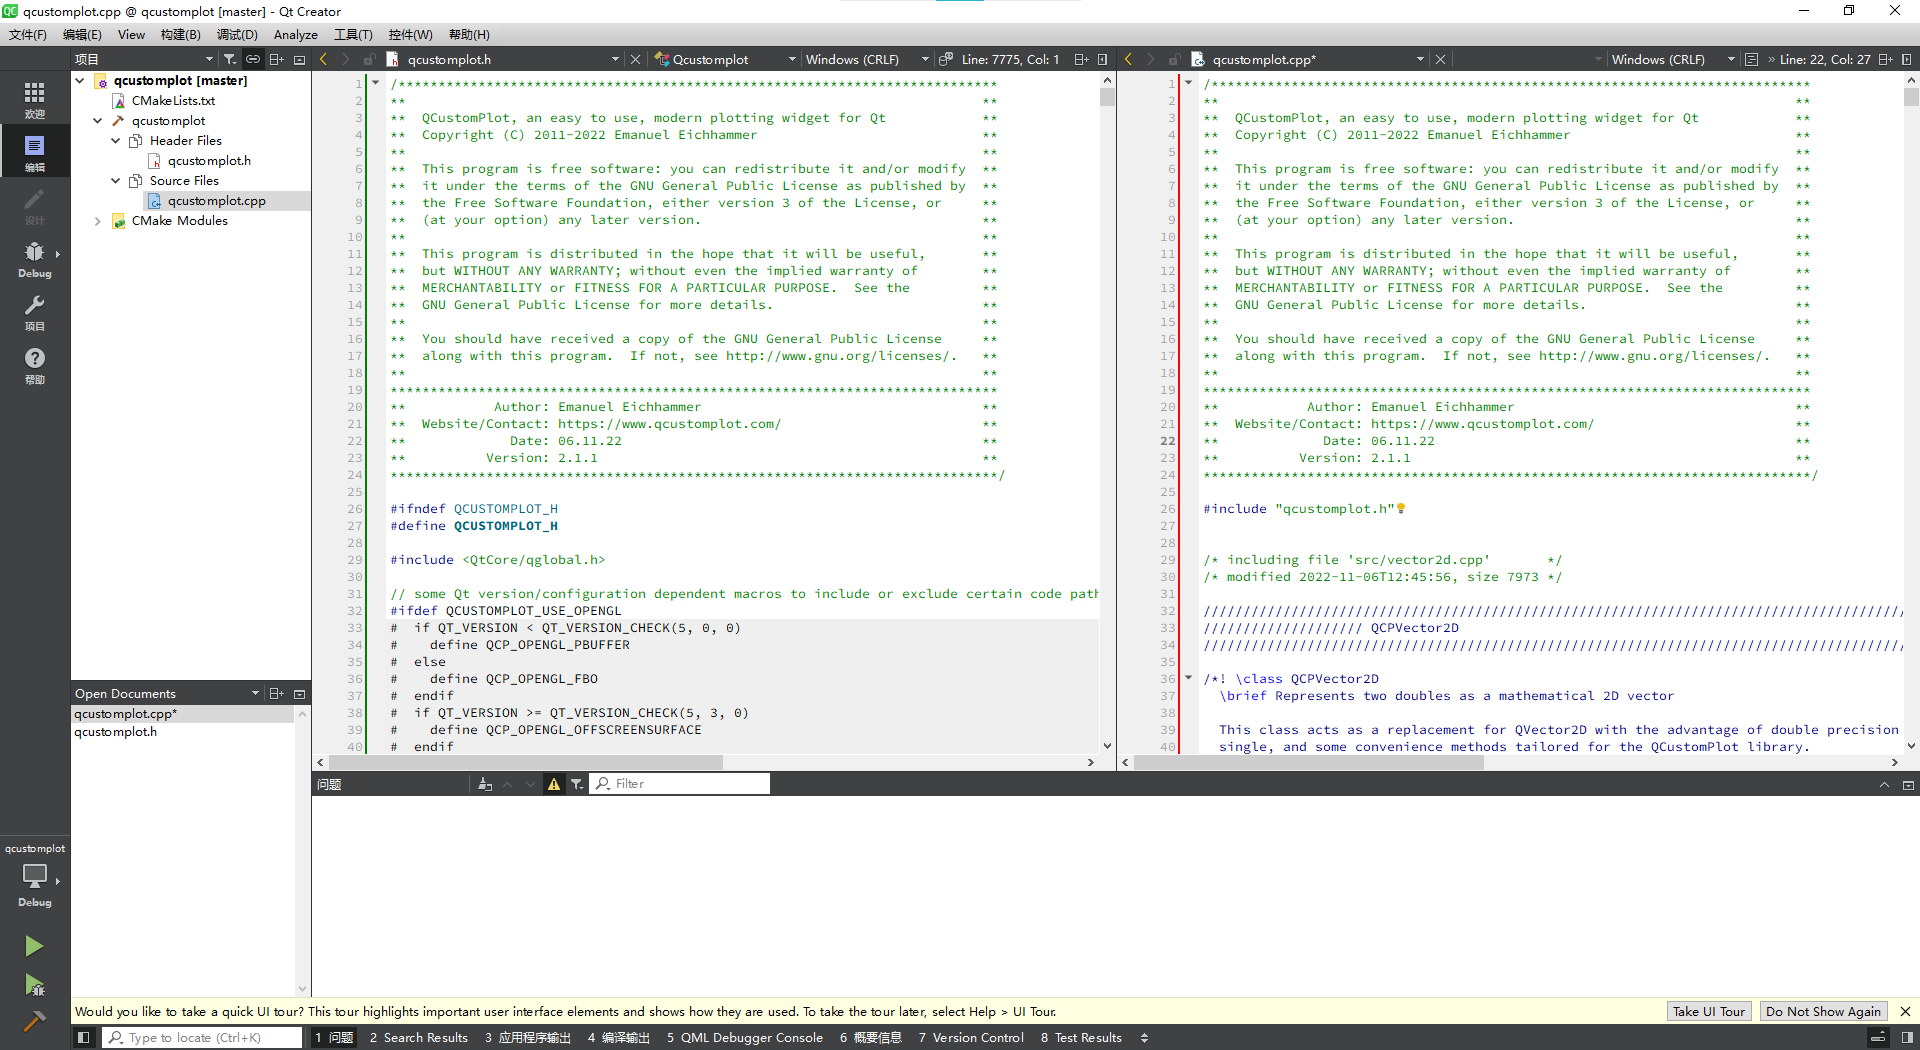 qcustomplot.cpp @ qcustomplot [master] - Qt Creator
文件(F) 编辑(E) View 构建(B) 调试(D) Analyze 工具(T) 控件(W) 帮助(H)
项目
qcustomplot.h
Qcustomplot
Windows (CRLF)
Line: 7775, Col: 1
qcustomplot.cpp*
Windows (CRLF)
» Line: 22, Col: 27
欢迎
编辑
设计
Debug
项目
帮助
qcustomplot
Debug
qcustomplot [master]
CMakeLists.txt
qcustomplot
Header Files
qcustomplot.h
Source Files
qcustomplot.cpp
CMake Modules
Open Documents
qcustomplot.cpp*
qcustomplot.h
1 /***************************************************************************
2 ** **
3 ** QCustomPlot, an easy to use, modern plotting widget for Qt **
4 ** Copyright (C) 2011-2022 Emanuel Eichhammer **
5 ** **
6 ** This program is free software: you can redistribute it and/or modify **
7 ** it under the terms of the GNU General Public License as published by **
8 ** the Free Software Foundation, either version 3 of the License, or **
9 ** (at your option) any later version. **
10 ** **
11 ** This program is distributed in the hope that it will be useful, **
12 ** but WITHOUT ANY WARRANTY; without even the implied warranty of **
13 ** MERCHANTABILITY or FITNESS FOR A PARTICULAR PURPOSE. See the **
14 ** GNU General Public License for more details. **
15 ** **
16 ** You should have received a copy of the GNU General Public License **
17 ** along with this program. If not, see http://www.gnu.org/licenses/. **
18 ** **
19 ****************************************************************************
20 ** Author: Emanuel Eichhammer **
21 ** Website/Contact: https://www.qcustomplot.com/ **
22 ** Date: 06.11.22 **
23 ** Version: 2.1.1 **
24 ****************************************************************************/
25
26 #ifndef QCUSTOMPLOT_H
27 #define QCUSTOMPLOT_H
28
29 #include <QtCore/qglobal.h>
30
31 // some Qt version/configuration dependent macros to include or exclude certain code path
32 #ifdef QCUSTOMPLOT_USE_OPENGL
33 # if QT_VERSION < QT_VERSION_CHECK(5, 0, 0)
34 # define QCP_OPENGL_PBUFFER
35 # else
36 # define QCP_OPENGL_FBO
37 # endif
38 # if QT_VERSION >= QT_VERSION_CHECK(5, 3, 0)
39 # define QCP_OPENGL_OFFSCREENSURFACE
40 # endif
1 /***************************************************************************
2 ** **
3 ** QCustomPlot, an easy to use, modern plotting widget for Qt **
4 ** Copyright (C) 2011-2022 Emanuel Eichhammer **
5 ** **
6 ** This program is free software: you can redistribute it and/or modify **
7 ** it under the terms of the GNU General Public License as published by **
8 ** the Free Software Foundation, either version 3 of the License, or **
9 ** (at your option) any later version. **
10 ** **
11 ** This program is distributed in the hope that it will be useful, **
12 ** but WITHOUT ANY WARRANTY; without even the implied warranty of **
13 ** MERCHANTABILITY or FITNESS FOR A PARTICULAR PURPOSE. See the **
14 ** GNU General Public License for more details. **
15 ** **
16 ** You should have received a copy of the GNU General Public License **
17 ** along with this program. If not, see http://www.gnu.org/licenses/. **
18 ** **
19 ****************************************************************************
20 ** Author: Emanuel Eichhammer **
21 ** Website/Contact: https://www.qcustomplot.com/ **
22 ** Date: 06.11.22 **
23 ** Version: 2.1.1 **
24 ****************************************************************************/
25
26 #include "qcustomplot.h"
27
28
29 /* including file 'src/vector2d.cpp' */
30 /* modified 2022-11-06T12:45:56, size 7973 */
31
32 ////////////////////////////////////////////////////////////////////////////////////////
33 //////////////////// QCPVector2D
34 ////////////////////////////////////////////////////////////////////////////////////////
35
36 /*! \class QCPVector2D
37 \brief Represents two doubles as a mathematical 2D vector
38
39 This class acts as a replacement for QVector2D with the advantage of double precision
40 single, and some convenience methods tailored for the QCustomPlot library.
问题
Filter
Would you like to take a quick UI tour? This tour highlights important user interface elements and shows how they are used. To take the tour later, select Help > UI Tour.
Take UI Tour
Do Not Show Again
Type to locate (Ctrl+K)
1 问题 2 Search Results 3 应用程序输出 4 编译输出 5 QML Debugger Console 6 概要信息 7 Version Control 8 Test Results